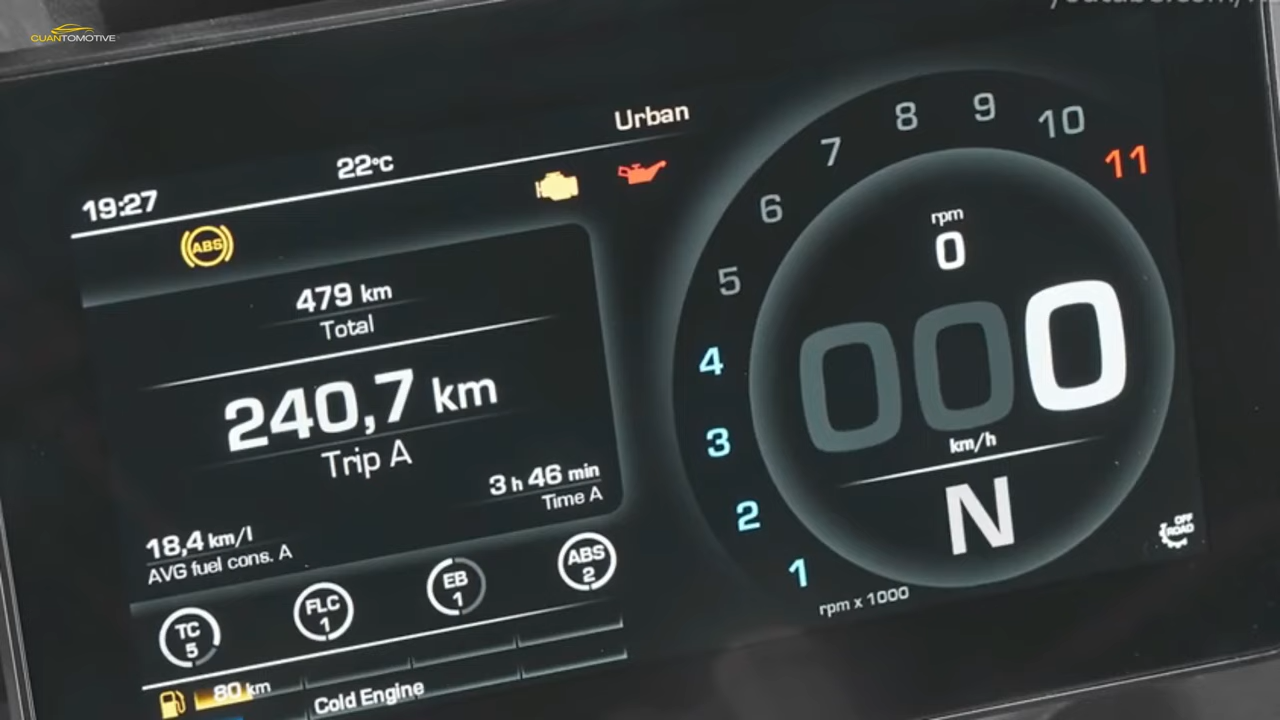 CUANTOMOTIVE
Urban
22°C
19:27
ABS
479 km
Total
240,7 km
Trip A
3 h 46 min
Time A
18,4 km/l
AVG fuel cons. A
TC
5
FLC
1
EB
1
ABS
2
80 km
Cold Engine
1
2
3
4
5
6
7
8
9
10
11
rpm
0
000
km/h
N
rpm x 1000
OFF
ROAD